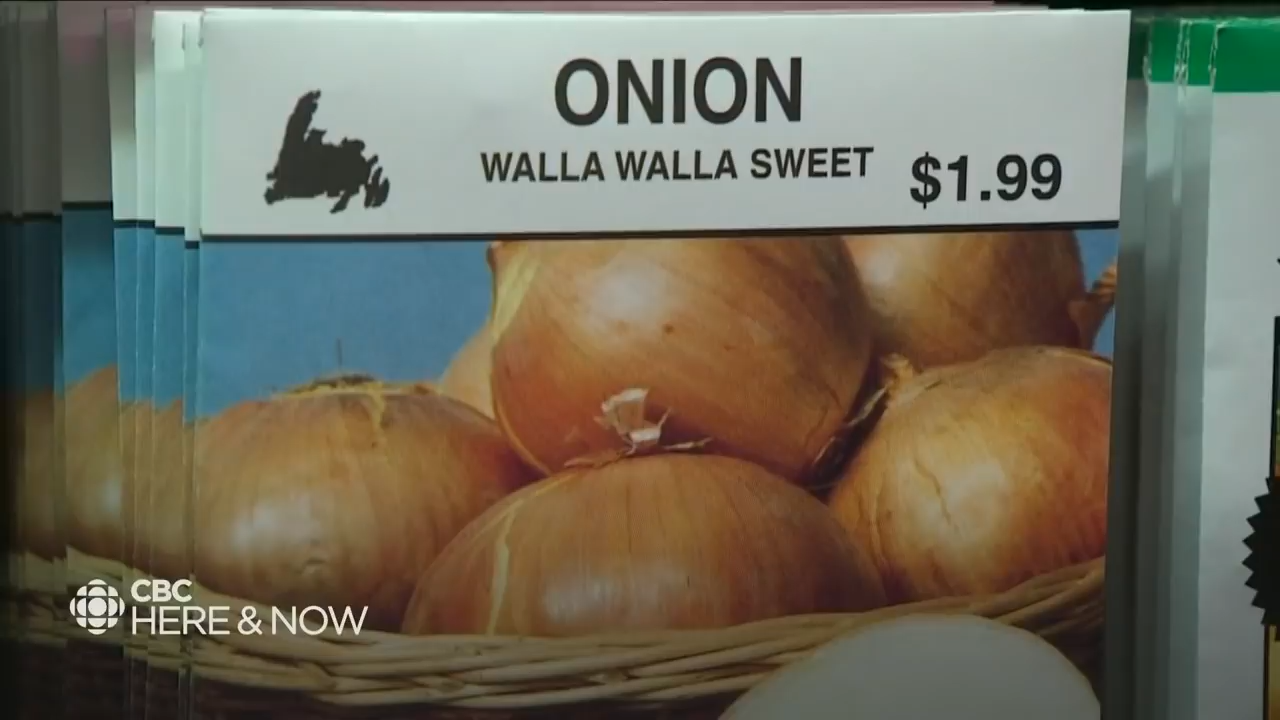 ONION
WALLA WALLA SWEET
$1.99
CBC
HERE & NOW